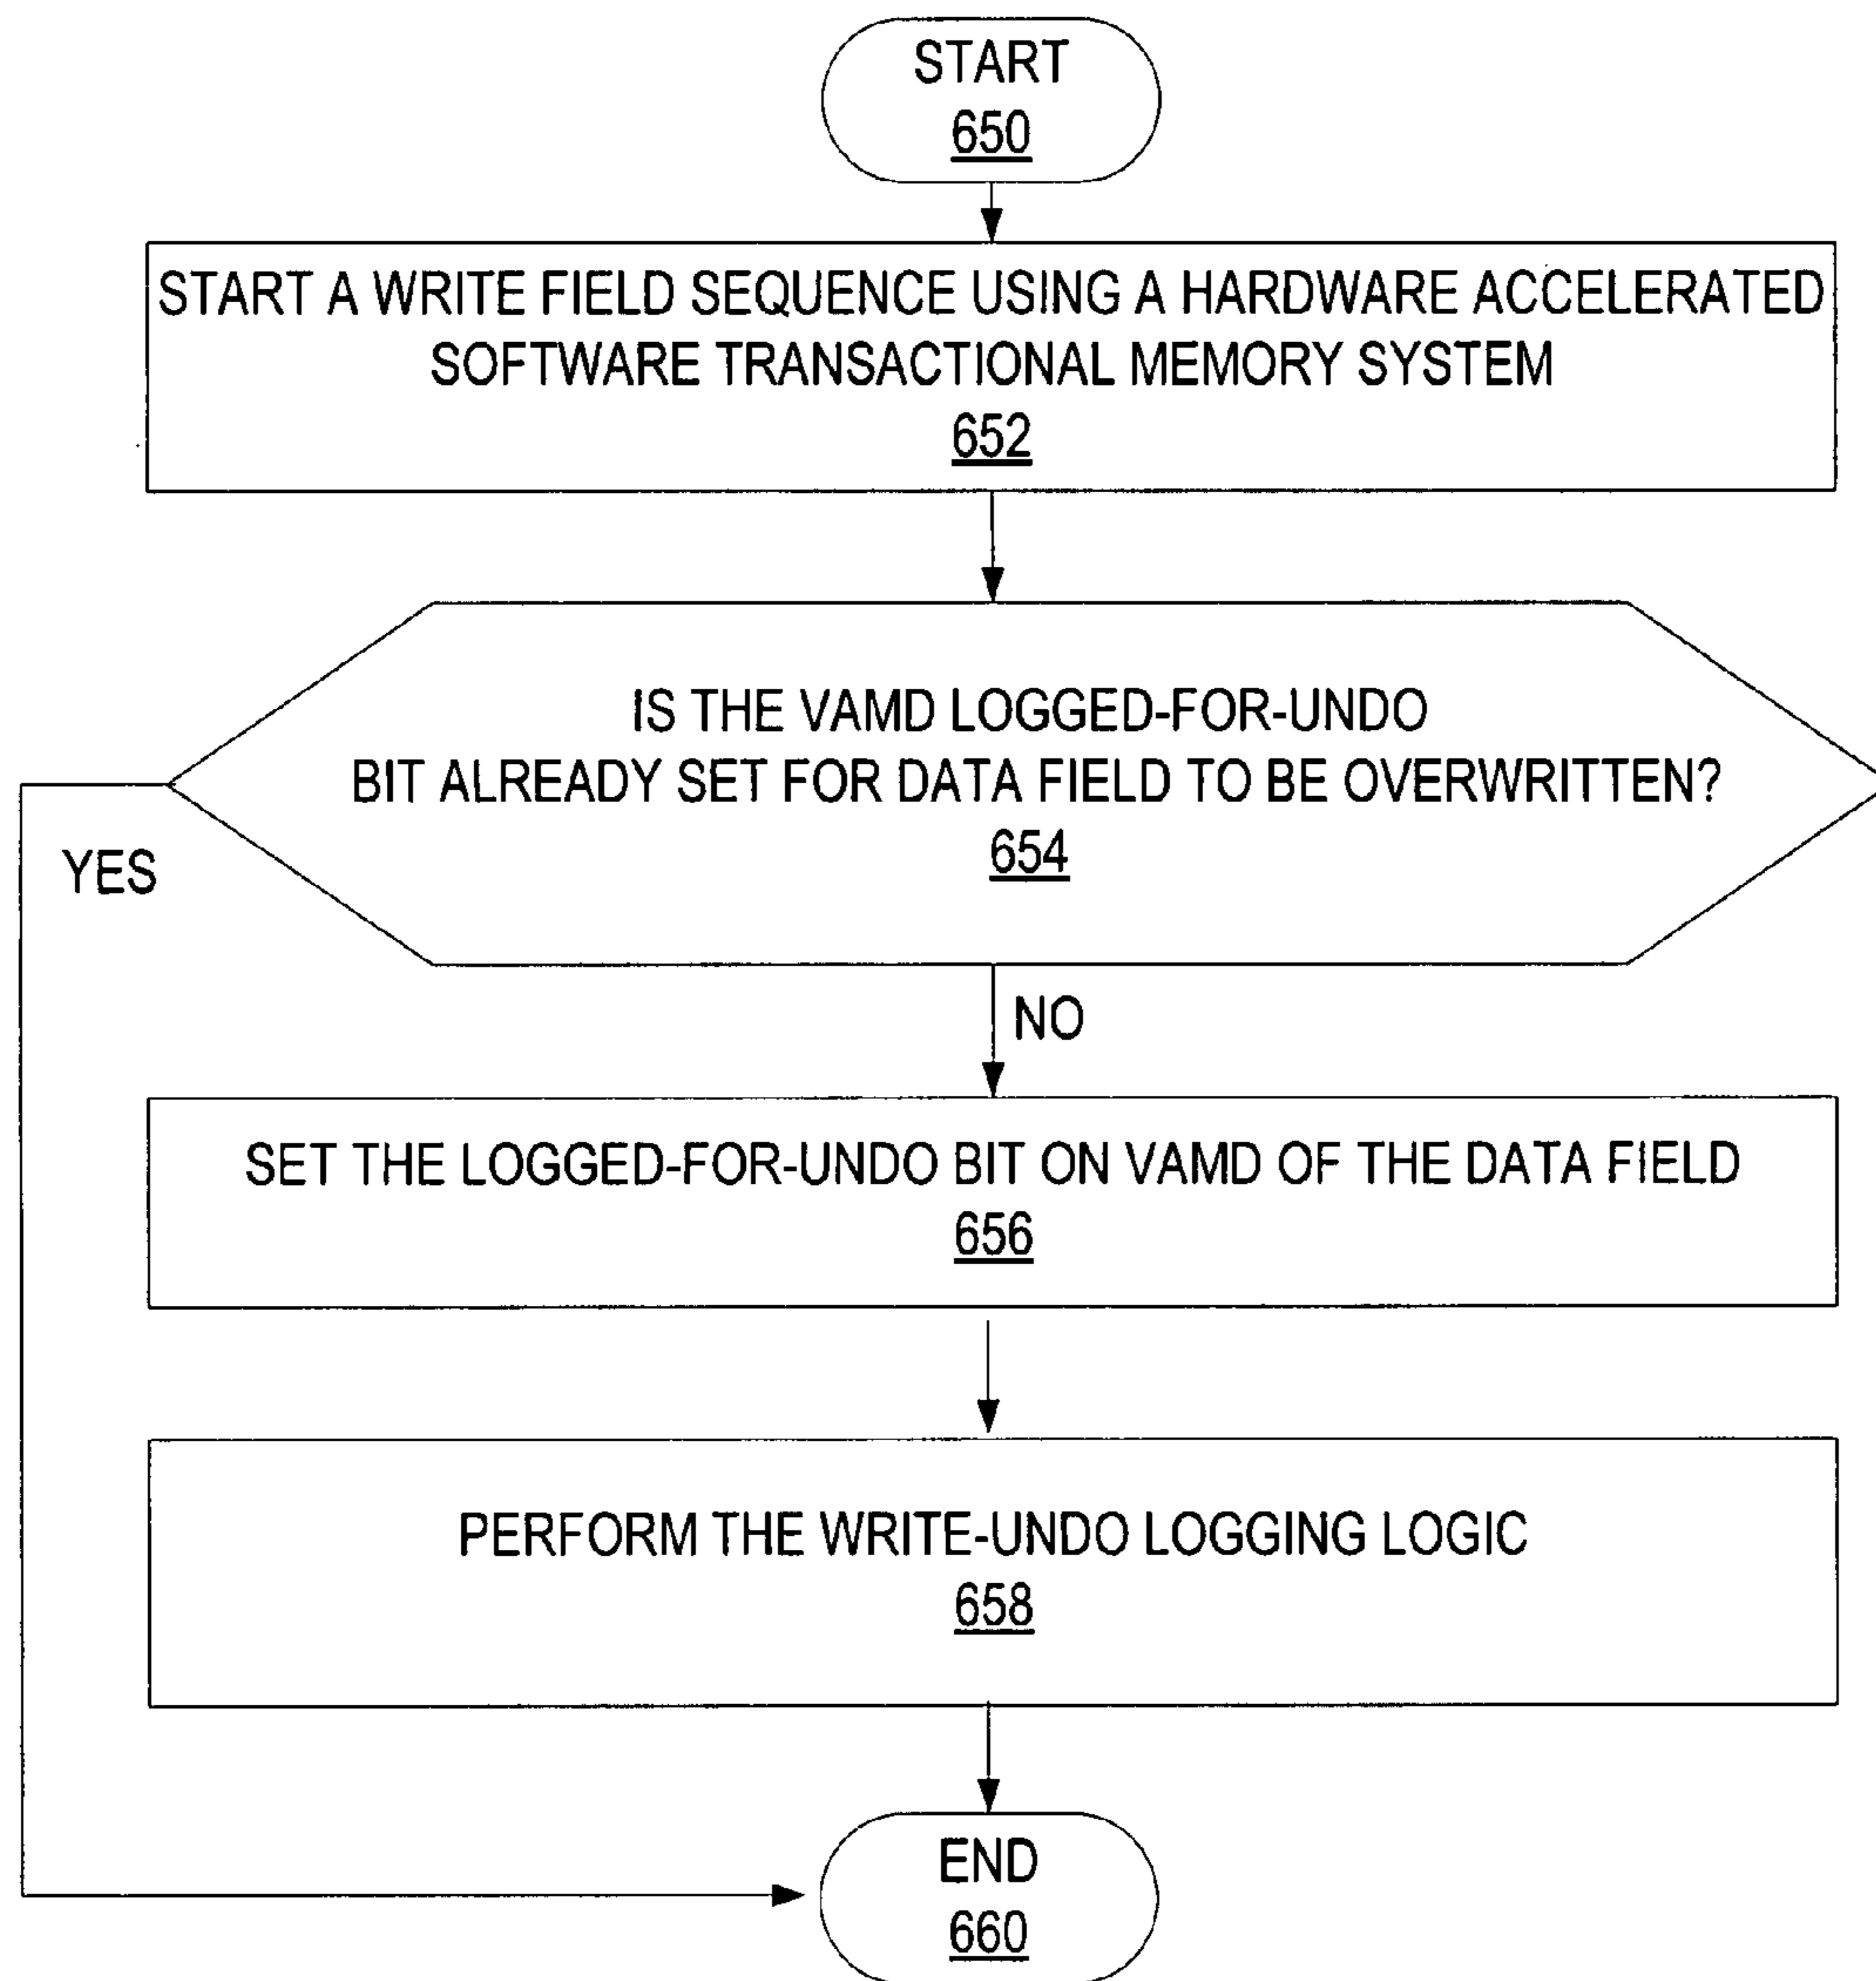 START
650
START A WRITE FIELD SEQUENCE USING A HARDWARE ACCELERATED
SOFTWARE TRANSACTIONAL MEMORY SYSTEM
652
IS THE VAMD LOGGED-FOR-UNDO
BIT ALREADY SET FOR DATA FIELD TO BE OVERWRITTEN?
654
YES
NO
SET THE LOGGED-FOR-UNDO BIT ON VAMD OF THE DATA FIELD
656
PERFORM THE WRITE-UNDO LOGGING LOGIC
658
END
660